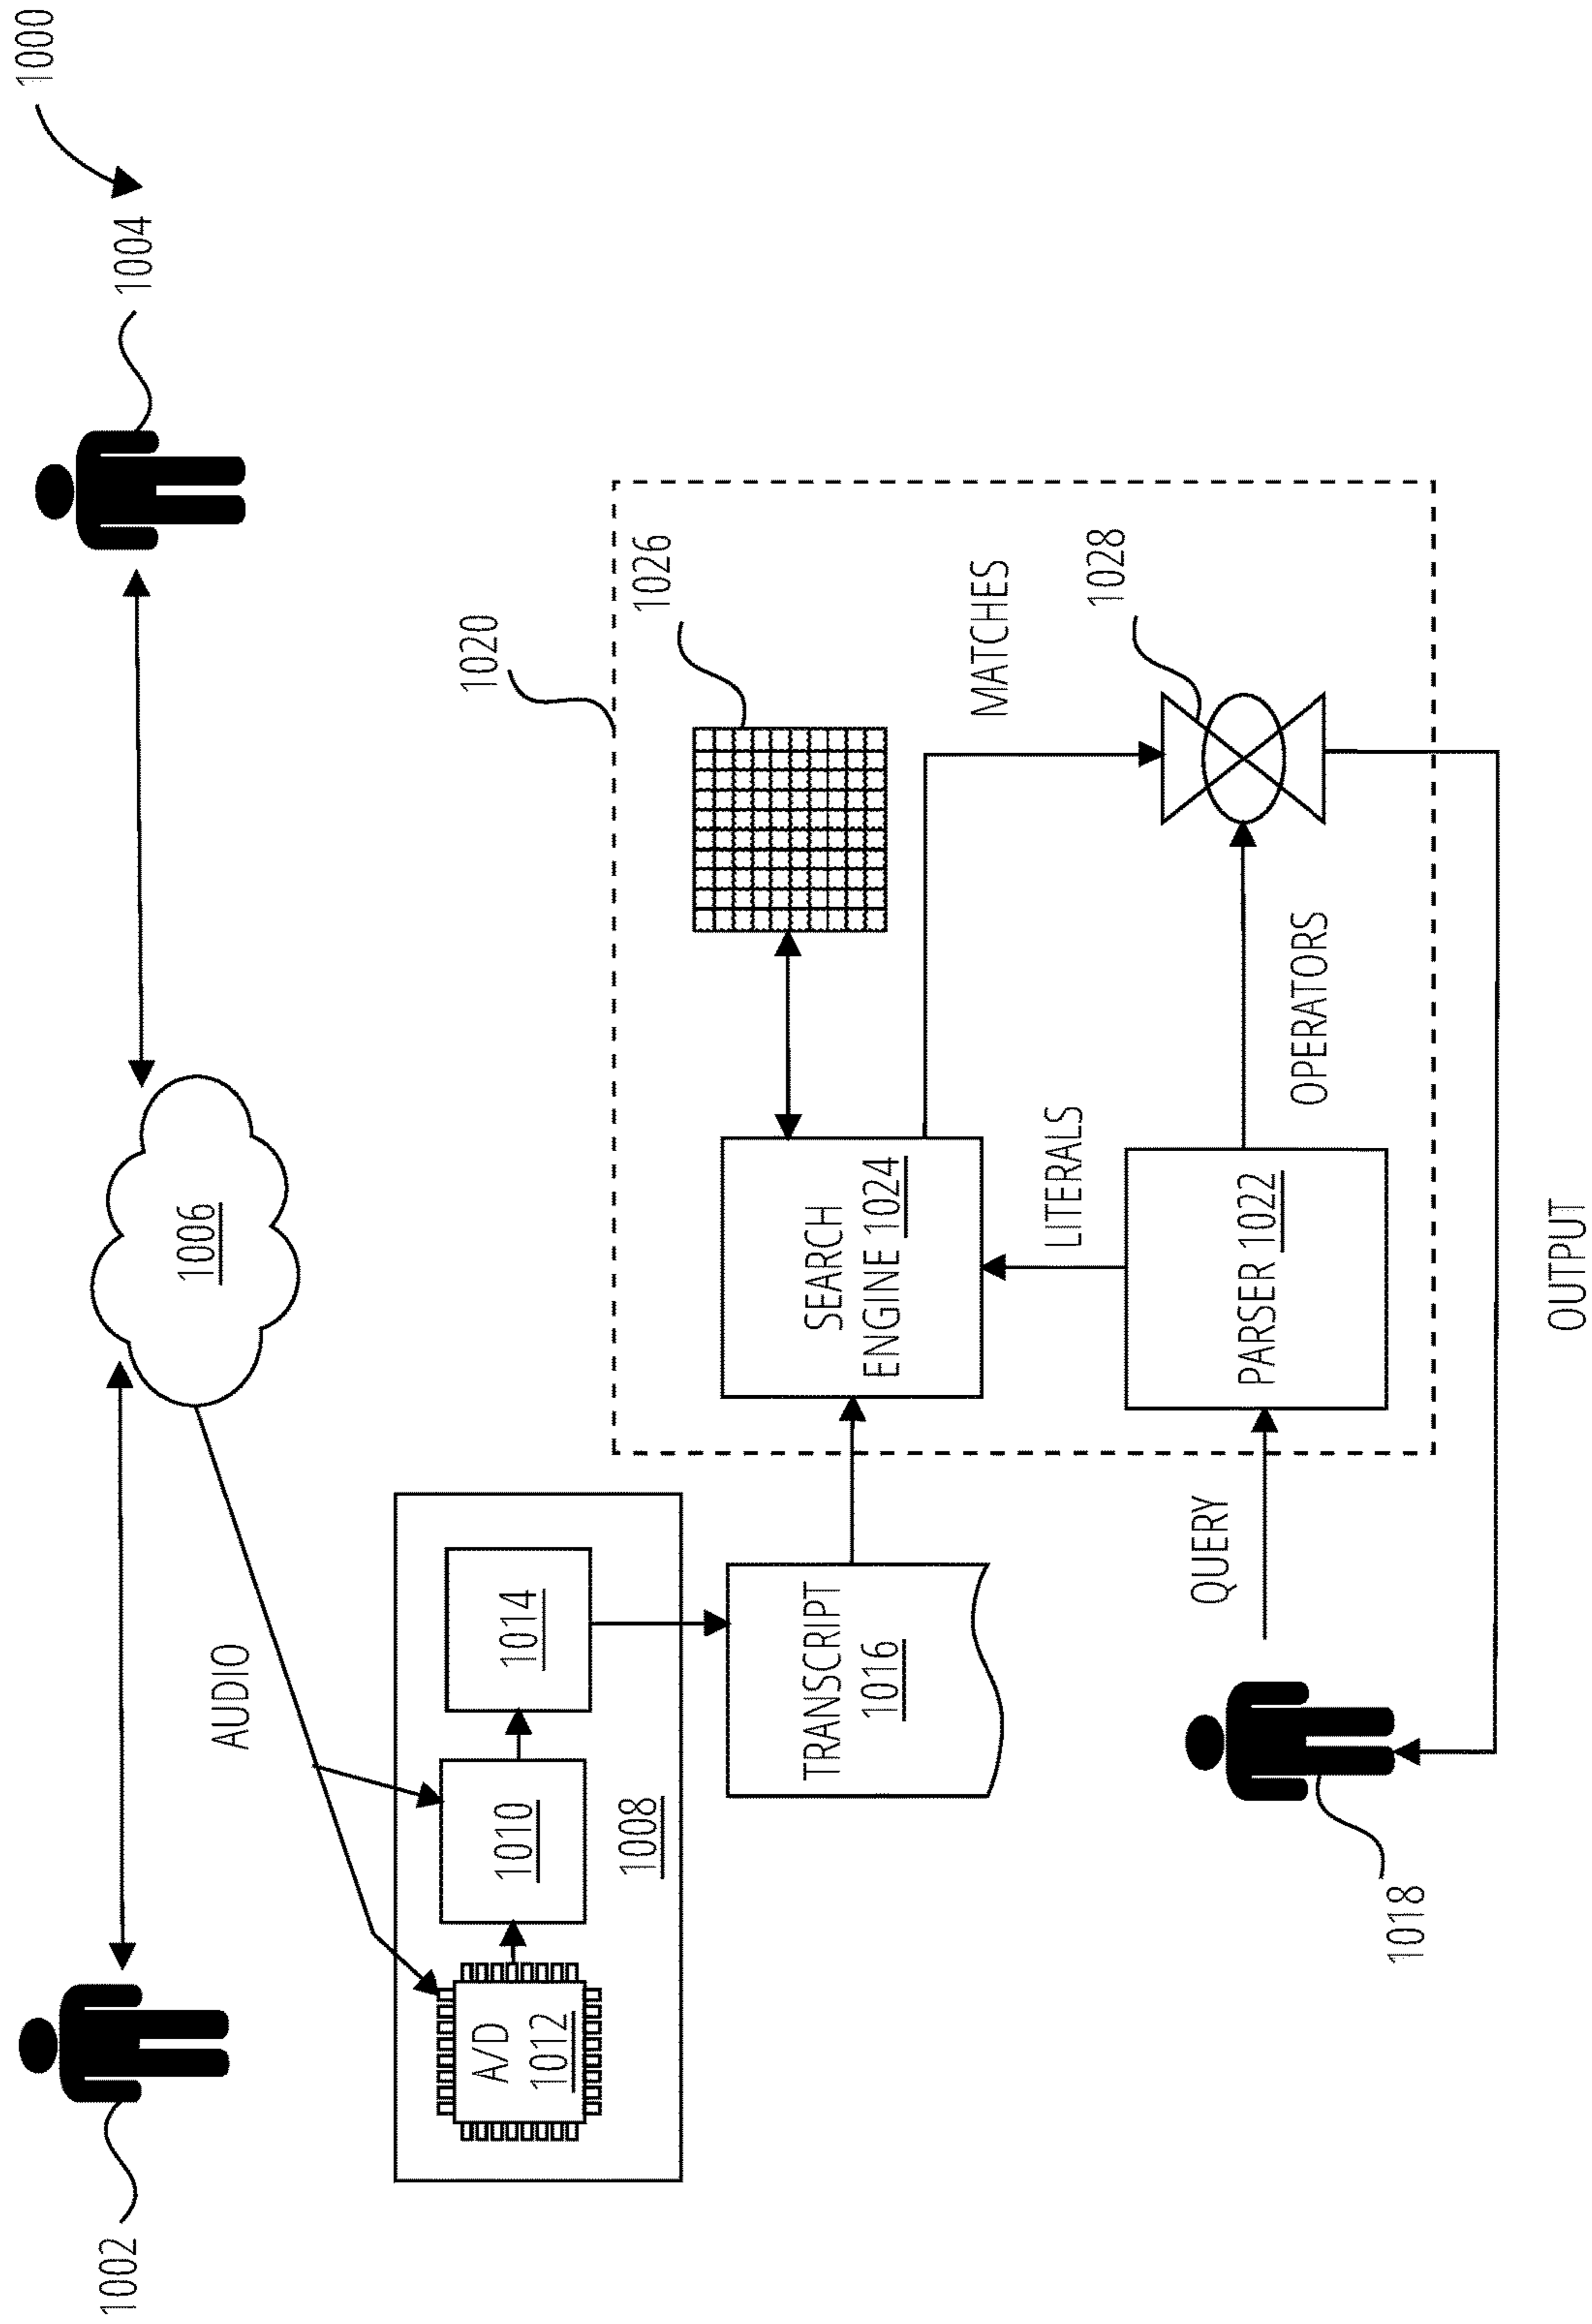 1000
1002
1004
1006
AUDIO
A/D
1012
1010
1014
1008
TRANSCRIPT
1016
1020
1026
SEARCH
ENGINE 1024
MATCHES
LITERALS
1028
QUERY
PARSER 1022
OPERATORS
1018
OUTPUT